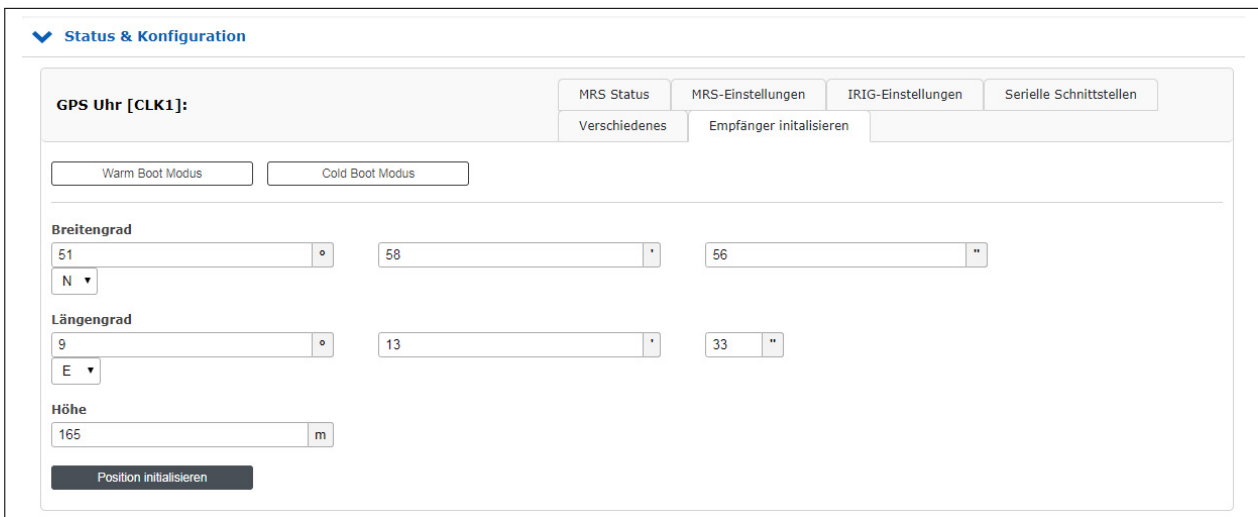 Status & Konfiguration
GPS Uhr [CLK1]:
MRS Status MRS-Einstellungen IRIG-Einstellungen Serielle Schnittstellen
Verschiedenes Empfänger initalisieren
Warm Boot Modus Cold Boot Modus
Breitengrad
51 ° 58 ' 56 "
N
Längengrad
9 ° 13 ' 33 "
E
Höhe
165 m
Position initialisieren